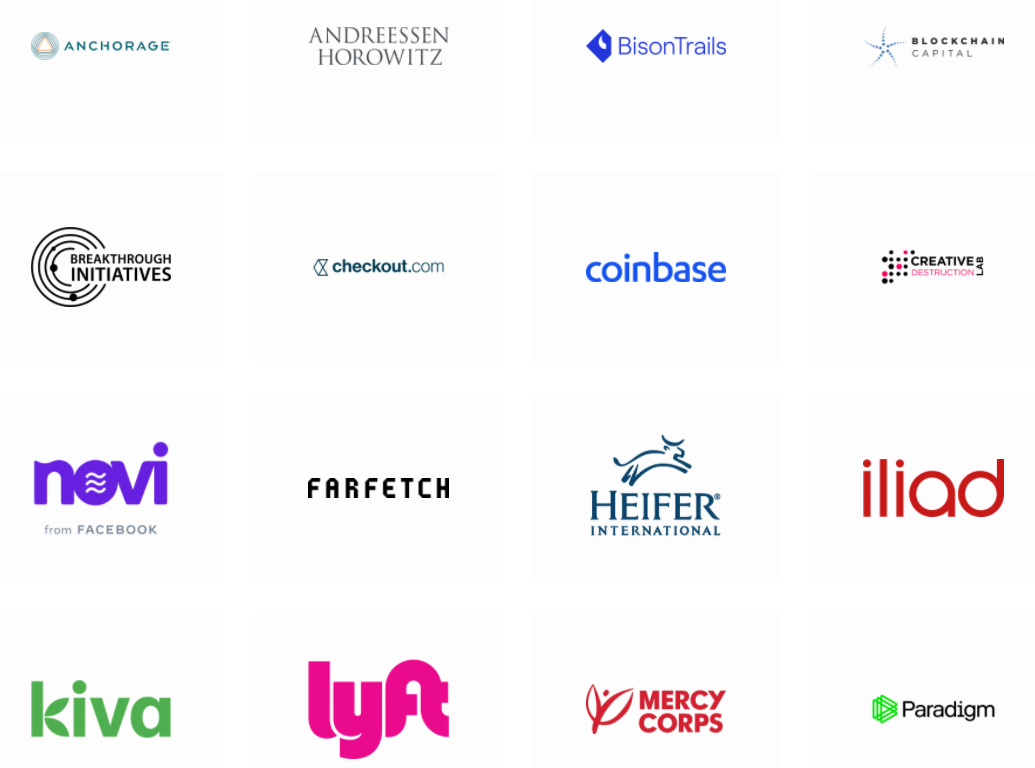 ANCHORAGE
ANDREESSEN
HOROWITZ
BisonTrails
BLOCKCHAIN
CAPITAL
BREAKTHROUGH
INITIATIVES
checkout.com
coinbase
CREATIVE
DESTRUCTION
LAB
novi
from FACEBOOK
FARFETCH
HEIFER®
INTERNATIONAL
iliad
kiva
lyft
MERCY
CORPS
Paradigm